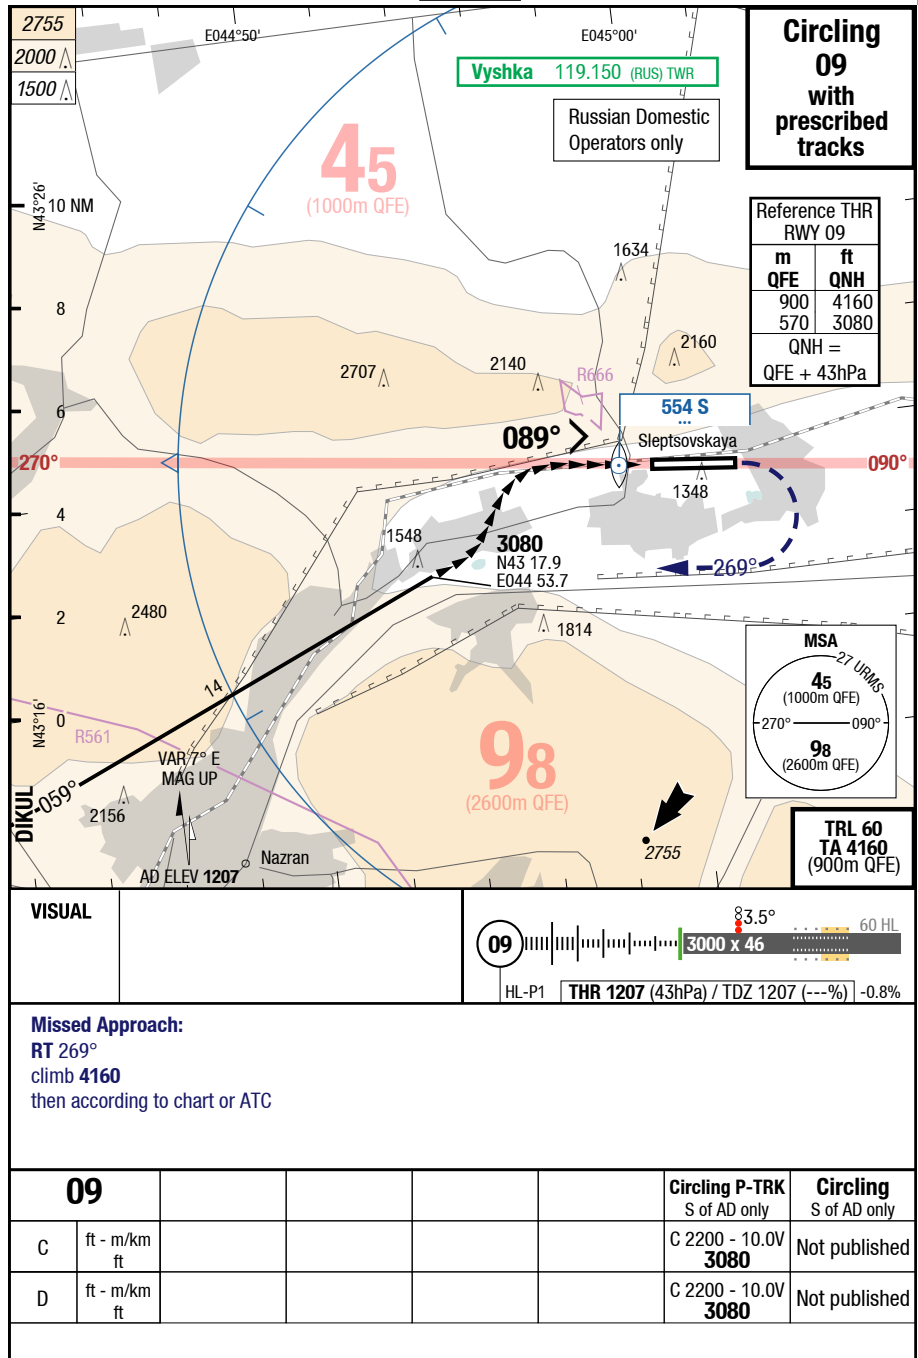 2755
2000
1500
E044°50'
E045°00'
Vyshka 119.150 (RUS) TWR
Russian Domestic
Operators only
Circling
09
with
prescribed
tracks
45
(1000m QFE)
N43°26'
10 NM
Reference THR
RWY 09
m ft
QFE QNH
900 4160
570 3080
QNH =
QFE + 43hPa
1634
8
2160
2140
2707
R666
6
554 S
...
089°
Sleptsovskaya
270°
090°
1348
4
1548
3080
N43 17.9
E044 53.7
269°
2480
2
1814
MSA
27 URMS
45
(1000m QFE)
270° 090°
98
(2600m QFE)
14
N43°16'
0
R561
98
(2600m QFE)
VAR 7° E
MAG UP
059°
DIKUL
2156
TRL 60
TA 4160
(900m QFE)
2755
Nazran
AD ELEV 1207
VISUAL
3.5°
60 HL
09
3000 x 46
HL-P1 THR 1207 (43hPa) / TDZ 1207 (---%) -0.8%
Missed Approach:
RT 269°
climb 4160
then according to chart or ATC
09 Circling P-TRK Circling
S of AD only S of AD only
C ft - m/km C 2200 - 10.0V Not published
ft 3080
D ft - m/km C 2200 - 10.0V Not published
ft 3080